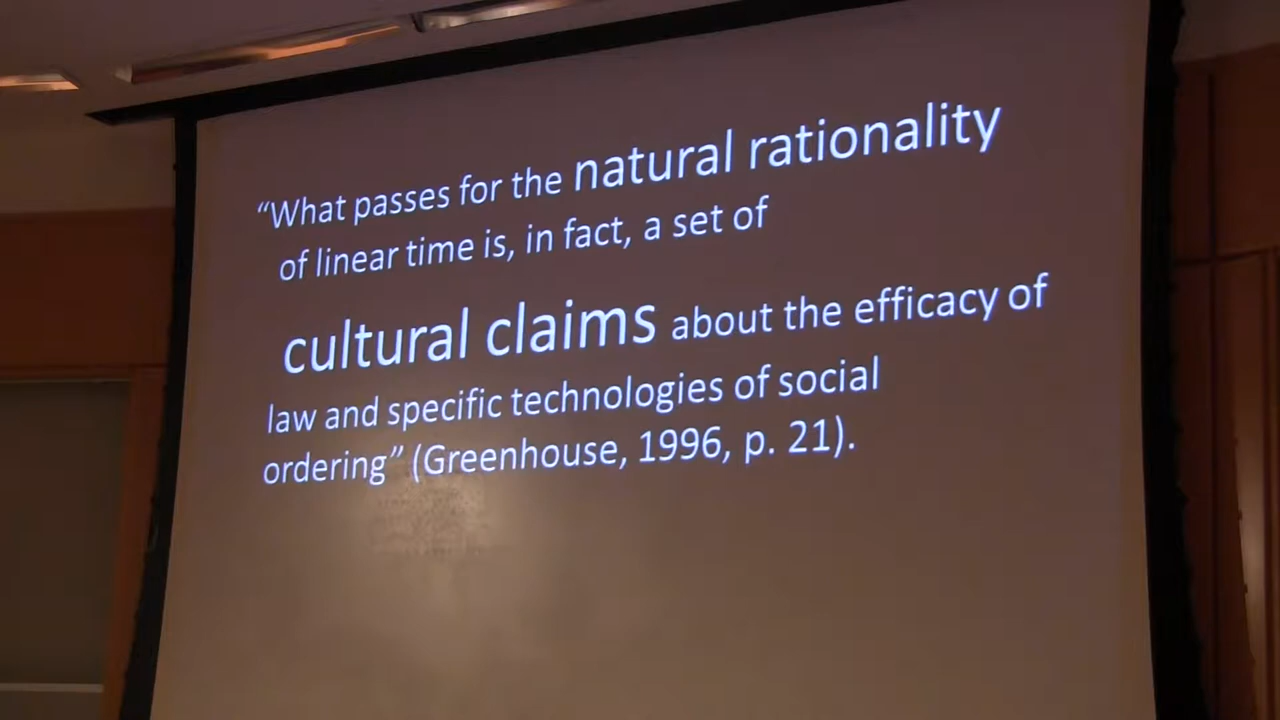 “What passes for the natural rationality
of linear time is, in fact, a set of
cultural claims about the efficacy of
law and specific technologies of social
ordering” (Greenhouse, 1996, p. 21).